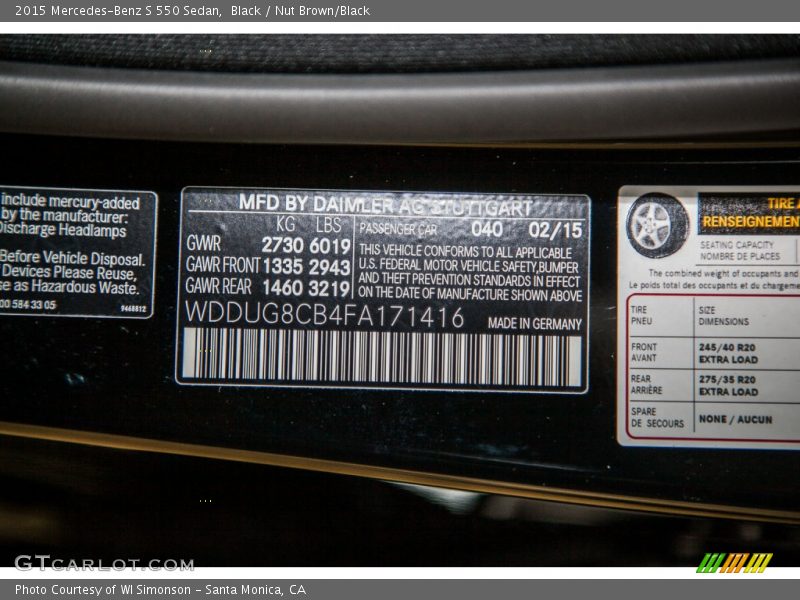 2015 Mercedes-Benz S 550 Sedan, Black / Nut Brown/Black
include mercury-added
by the manufacturer:
Discharge Headlamps
Before Vehicle Disposal.
Devices Please Reuse,
se as Hazardous Waste.
00 584 33 05
9468812
MFD BY DAIMLER AG STUTTGART
KG LBS PASSENGER CAR 040 02/15
GWR 2730 6019
GAWR FRONT 1335 2943
GAWR REAR 1460 3219
THIS VEHICLE CONFORMS TO ALL APPLICABLE
U.S. FEDERAL MOTOR VEHICLE SAFETY,BUMPER
AND THEFT PREVENTION STANDARDS IN EFFECT
ON THE DATE OF MANUFACTURE SHOWN ABOVE
WDDUG8CB4FA171416 MADE IN GERMANY
TIRE A
RENSEIGNEMEN
SEATING CAPACITY
NOMBRE DE PLACES
The combined weight of occupants and
Le poids total des occupants et du chargeme
TIRE SIZE
PNEU DIMENSIONS
FRONT 245/40 R20
AVANT EXTRA LOAD
REAR 275/35 R20
ARRIÈRE EXTRA LOAD
SPARE
DE SECOURS NONE / AUCUN
GTCARLOT.COM
Photo Courtesy of WI Simonson - Santa Monica, CA